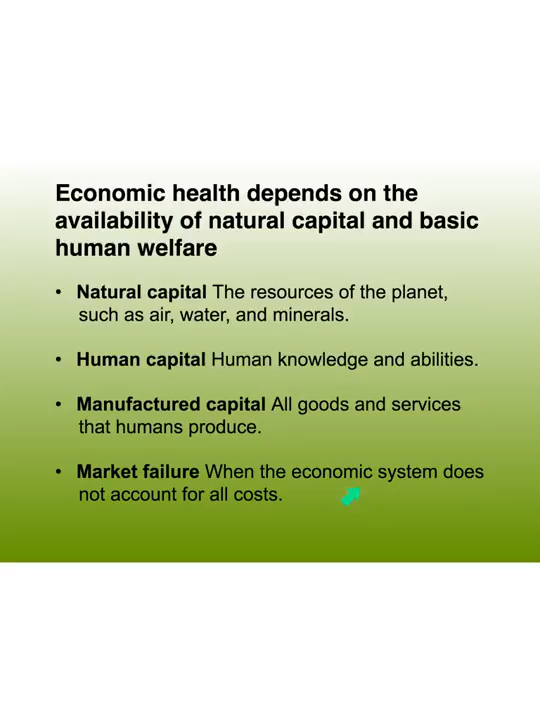 Economic health depends on the
availability of natural capital and basic
human welfare
• Natural capital The resources of the planet,
such as air, water, and minerals.
• Human capital Human knowledge and abilities.
• Manufactured capital All goods and services
that humans produce.
• Market failure When the economic system does
not account for all costs.